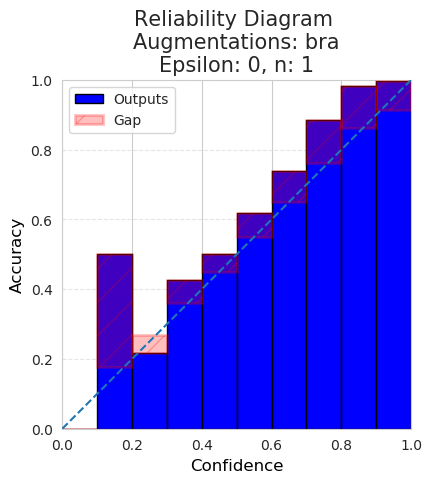 Reliability Diagram
Augmentations: bra
Epsilon: 0, n: 1
Outputs
Gap
1.0
0.8
0.6
0.4
0.2
0.0
Accuracy
0.0 0.2 0.4 0.6 0.8 1.0
Confidence